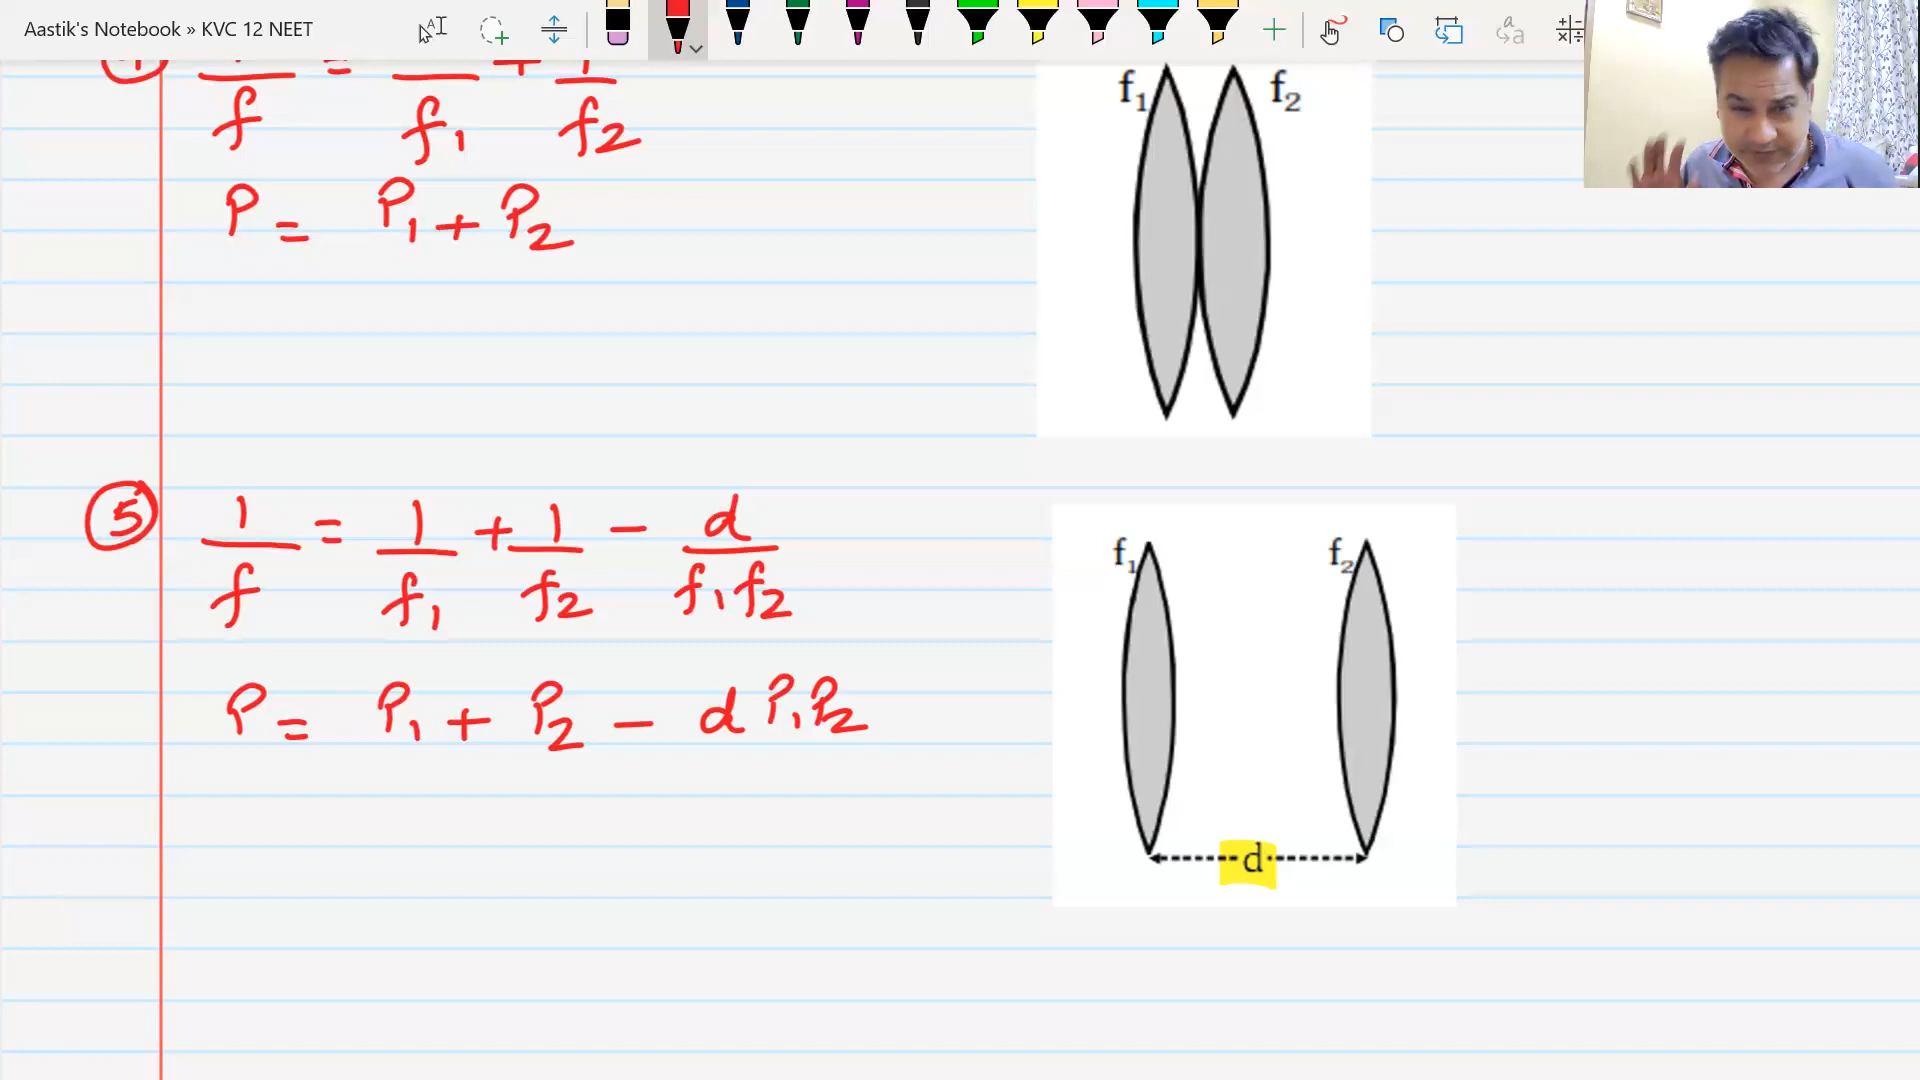 Aastik's Notebook » KVC 12 NEET
④ 1/f = 1/f₁ + 1/f₂
P = P₁ + P₂
f₁ f₂
⑤ 1/f = 1/f₁ + 1/f₂ − d/f₁f₂
P = P₁ + P₂ − d P₁P₂
f₁ f₂
d